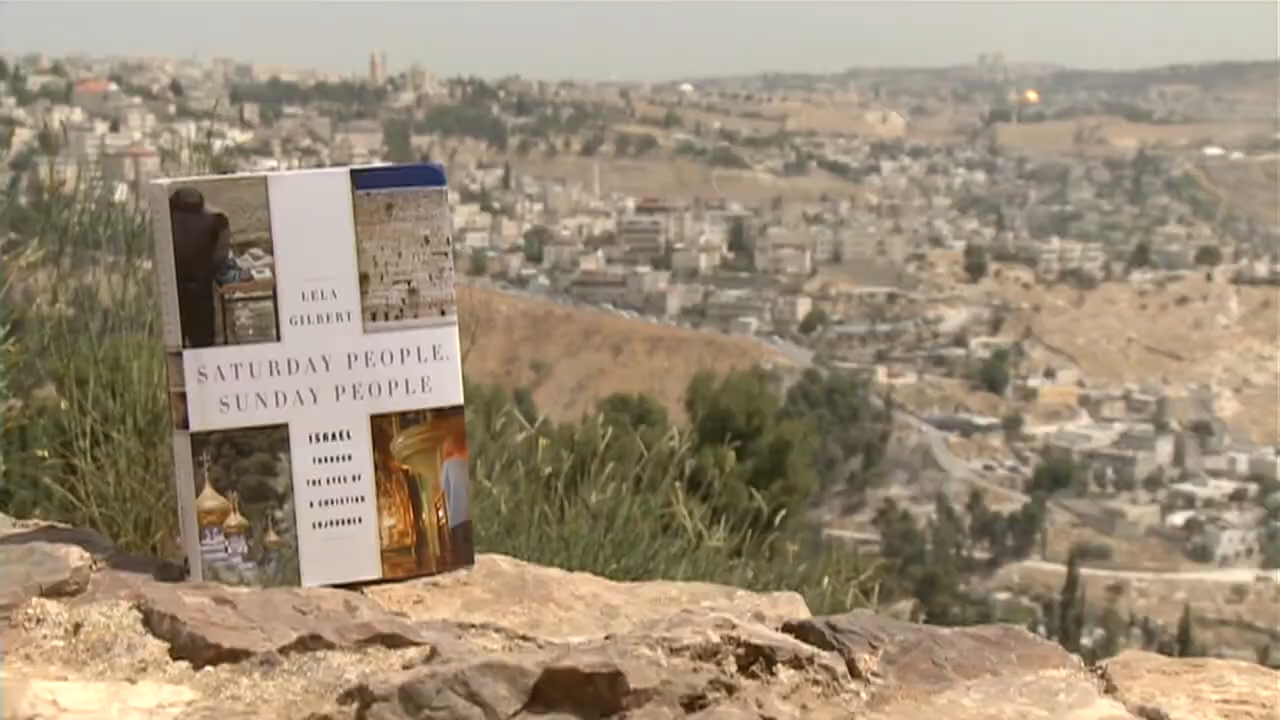 LELA
GILBERT
SATURDAY PEOPLE,
SUNDAY PEOPLE
ISRAEL
THROUGH
THE EYES OF
A CHRISTIAN
SOJOURNER